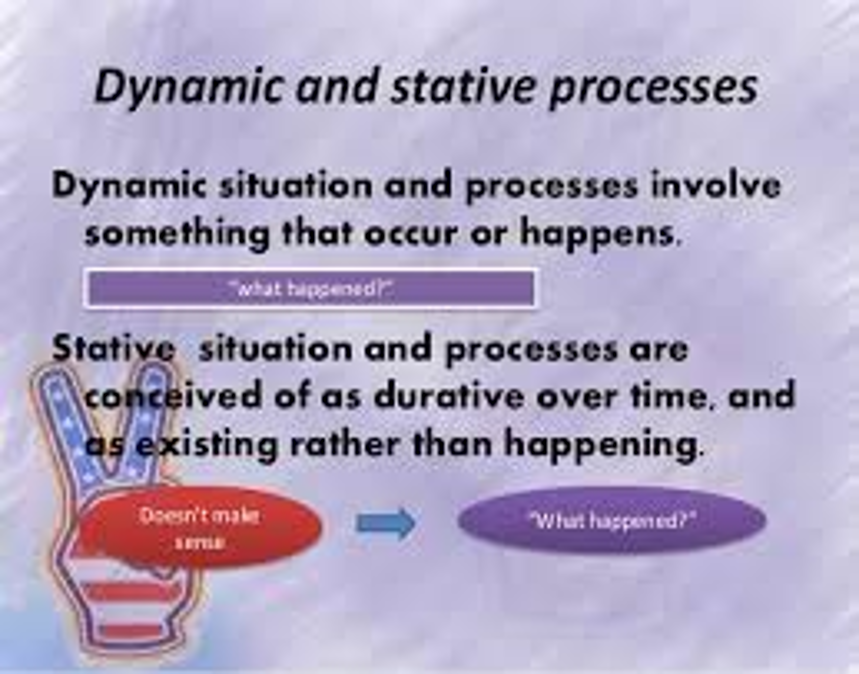 Dynamic and stative processes
Dynamic situation and processes involve
something that occur or happens.
"what happened?"
Stative situation and processes are
conceived of as durative over time, and
as existing rather than happening.
Doesn't make
sense
"What happened?"